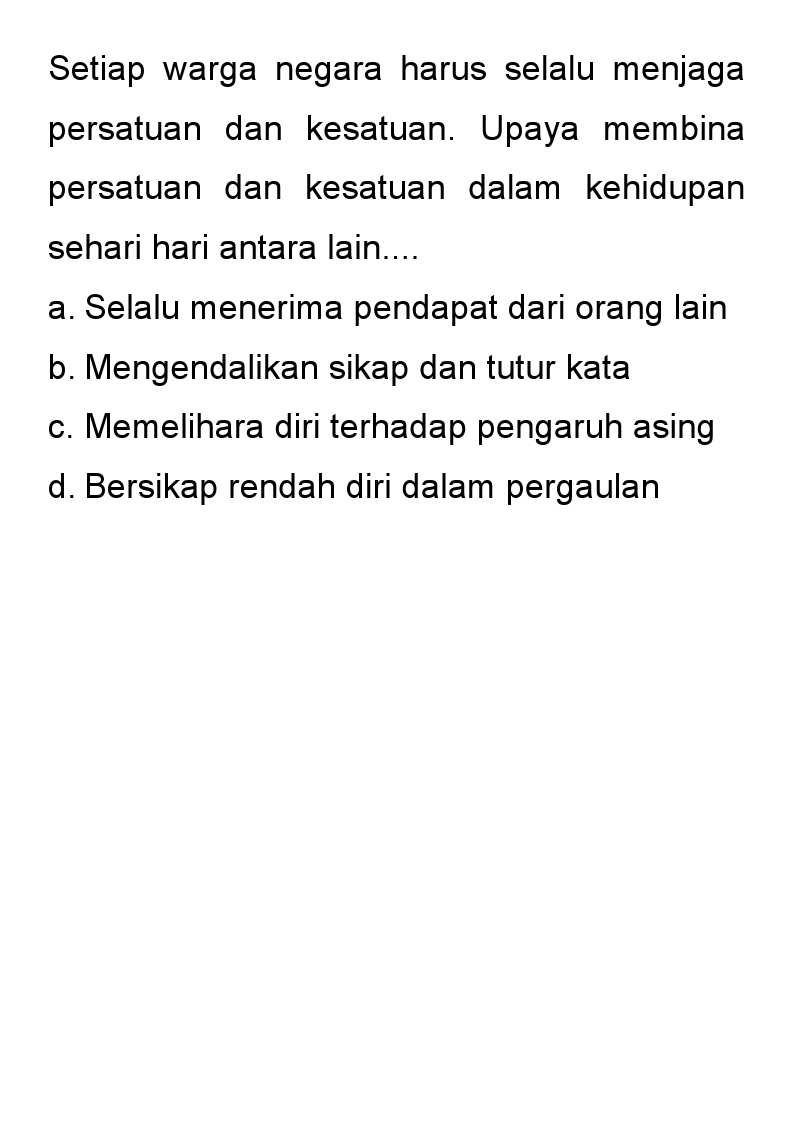 Setiap warga negara harus selalu menjaga
persatuan dan kesatuan. Upaya membina
persatuan dan kesatuan dalam kehidupan
sehari hari antara lain....
a. Selalu menerima pendapat dari orang lain
b. Mengendalikan sikap dan tutur kata
c. Memelihara diri terhadap pengaruh asing
d. Bersikap rendah diri dalam pergaulan